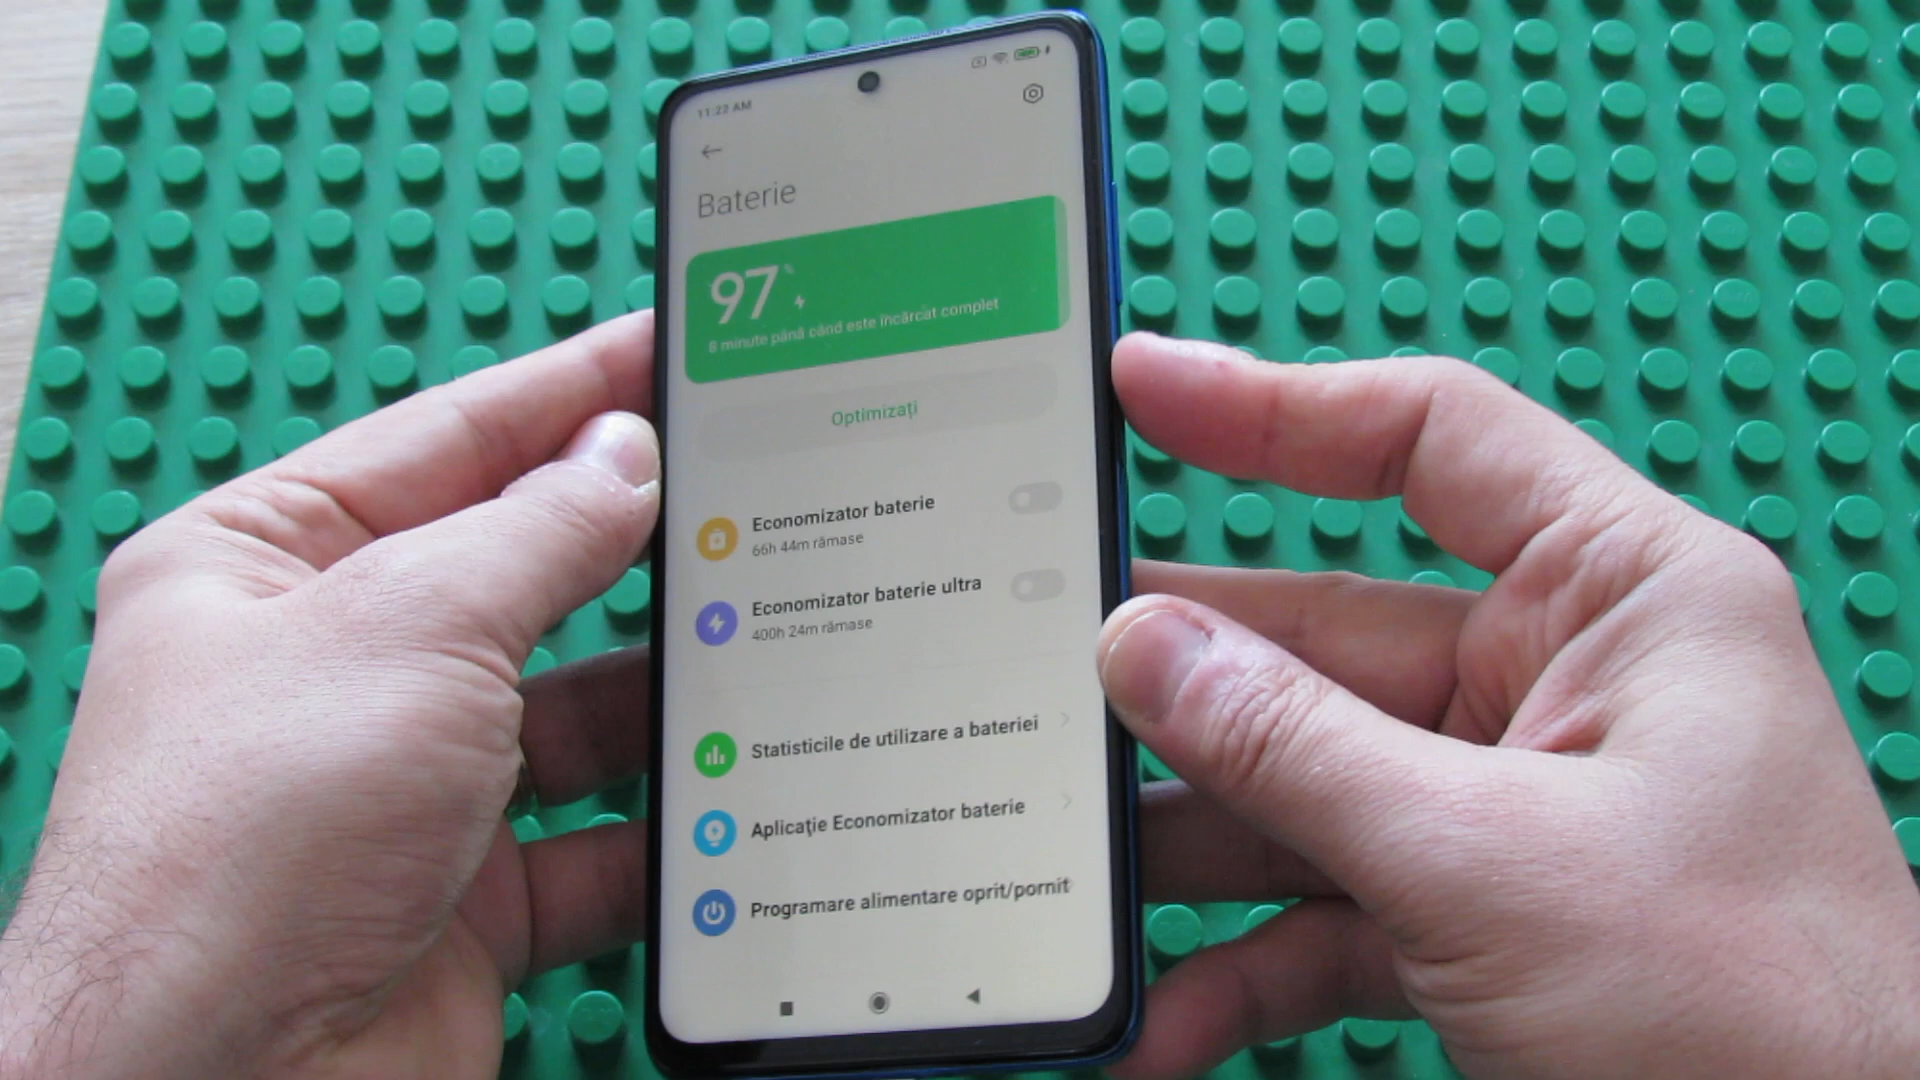 11:22 AM
Baterie
97%
8 minute până când este încărcat complet
Optimizați
Economizator baterie
66h 44m rămase
Economizator baterie ultra
400h 24m rămase
Statisticile de utilizare a bateriei
Aplicaţie Economizator baterie
Programare alimentare oprit/pornit